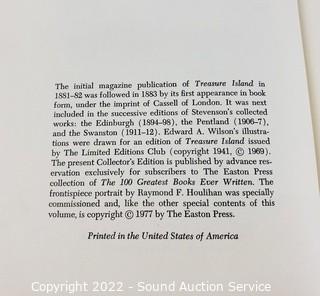 The initial magazine publication of Treasure Island in
1881–82 was followed in 1883 by its first appearance in book
form, under the imprint of Cassell of London. It was next
included in the successive editions of Stevenson's collected
works: the Edinburgh (1894–98), the Pentland (1906–7),
and the Swanston (1911–12). Edward A. Wilson's illustra-
tions were drawn for an edition of Treasure Island issued
by The Limited Editions Club (copyright 1941, © 1969).
The present Collector's Edition is published by advance res-
ervation exclusively for subscribers to The Easton Press
collection of The 100 Greatest Books Ever Written. The
frontispiece portrait by Raymond F. Houlihan was specially
commissioned and, like the other special contents of this
volume, is copyright © 1977 by The Easton Press.
Printed in the United States of America
Copyright 2022 - Sound Auction Service